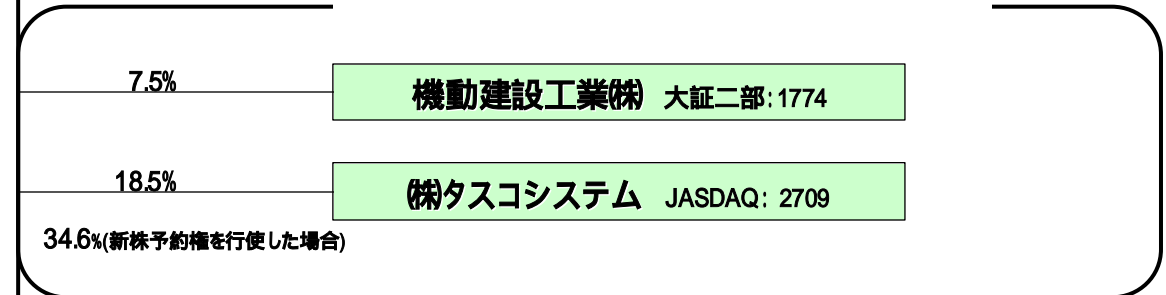 7.5%
機動建設工業㈱ 大証二部:1774
18.5%
㈱タスコシステム JASDAQ: 2709
34.6%(新株予約権を行使した場合)